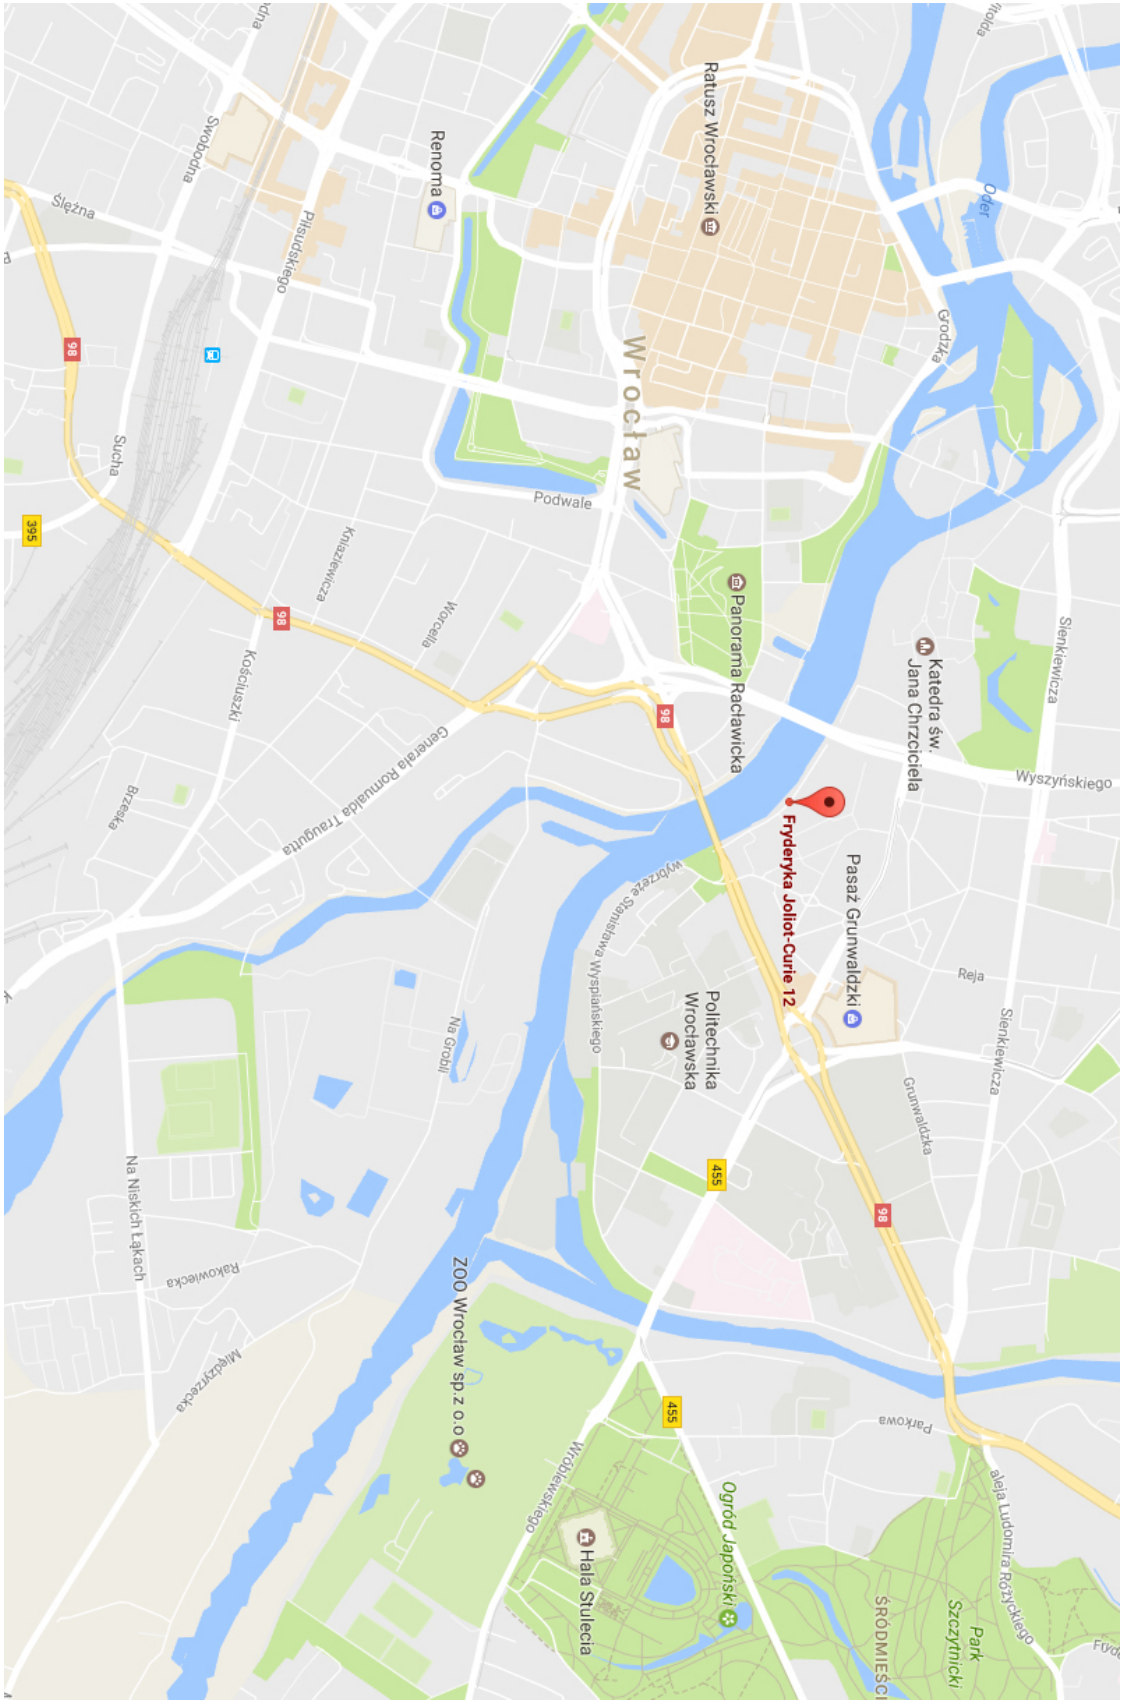 Witolda
Oder
Ratusz Wrocławski
Grodzka
Renoma
Swobodna
Ślężna
Piłsudskiego
98
Wrocław
Sienkiewicza
Katedra św.
Jana Chrzciciela
Panorama Racławicka
Podwale
Sucha
395
Kniaziewicza
Worcella
98
Kościuszki
98
Generała Romualda Traugutta
Wyszyńskiego
Brzeska
Fryderyka Joliot-Curie 12
Pasaż Grunwaldzki
wybrzeże Stanisława Wyspiańskiego
Reja
Sienkiewicza
Politechnika
Wrocławska
Na Grobli
Grunwaldzka
455
98
Na Niskich Łąkach
Rakowiecka
ZOO Wrocław sp.z o.o
Międzyrzecka
455
Parkowa
Wróblewskiego
aleja Ludomira Różyckiego
Ogród Japoński
Hala Stulecia
Park
Szczytnicki
ŚRÓDMIEŚCI